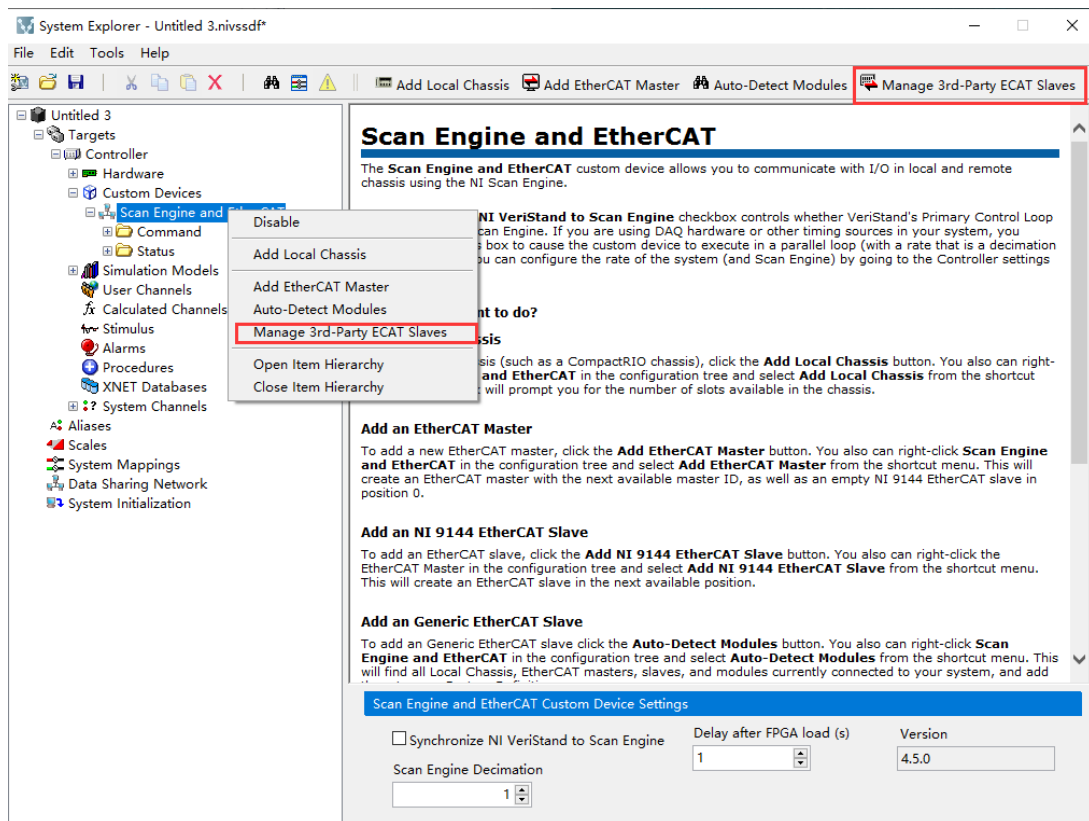 System Explorer - Untitled 3.nivssdf*
File Edit Tools Help
Add Local Chassis Add EtherCAT Master Auto-Detect Modules Manage 3rd-Party ECAT Slaves
Untitled 3
Targets
Controller
Hardware
Custom Devices
Scan Engine and
Command
Status
Simulation Models
User Channels
fx Calculated Channels
Stimulus
Alarms
Procedures
XNET Databases
System Channels
Aliases
Scales
System Mappings
Data Sharing Network
System Initialization
Disable
Add Local Chassis
Add EtherCAT Master
Auto-Detect Modules
Manage 3rd-Party ECAT Slaves
Open Item Hierarchy
Close Item Hierarchy
Scan Engine and EtherCAT
The Scan Engine and EtherCAT custom device allows you to communicate with I/O in local and remote
chassis using the NI Scan Engine.
NI VeriStand to Scan Engine checkbox controls whether VeriStand's Primary Control Loop
can Engine. If you are using DAQ hardware or other timing sources in your system, you
box to cause the custom device to execute in a parallel loop (with a rate that is a decimation
u can configure the rate of the system (and Scan Engine) by going to the Controller settings
nt to do?
ssis
sis (such as a CompactRIO chassis), click the Add Local Chassis button. You also can right-
and EtherCAT in the configuration tree and select Add Local Chassis from the shortcut
will prompt you for the number of slots available in the chassis.
Add an EtherCAT Master
To add a new EtherCAT master, click the Add EtherCAT Master button. You also can right-click Scan Engine
and EtherCAT in the configuration tree and select Add EtherCAT Master from the shortcut menu. This will
create an EtherCAT master with the next available master ID, as well as an empty NI 9144 EtherCAT slave in
position 0.
Add an NI 9144 EtherCAT Slave
To add an EtherCAT slave, click the Add NI 9144 EtherCAT Slave button. You also can right-click the
EtherCAT Master in the configuration tree and select Add NI 9144 EtherCAT Slave from the shortcut menu.
This will create an EtherCAT slave in the next available position.
Add an Generic EtherCAT Slave
To add an Generic EtherCAT slave click the Auto-Detect Modules button. You also can right-click Scan
Engine and EtherCAT in the configuration tree and select Auto-Detect Modules from the shortcut menu. This
will find all Local Chassis, EtherCAT masters, slaves, and modules currently connected to your system, and add
Scan Engine and EtherCAT Custom Device Settings
Synchronize NI VeriStand to Scan Engine
Delay after FPGA load (s)
Version
1
4.5.0
Scan Engine Decimation
1